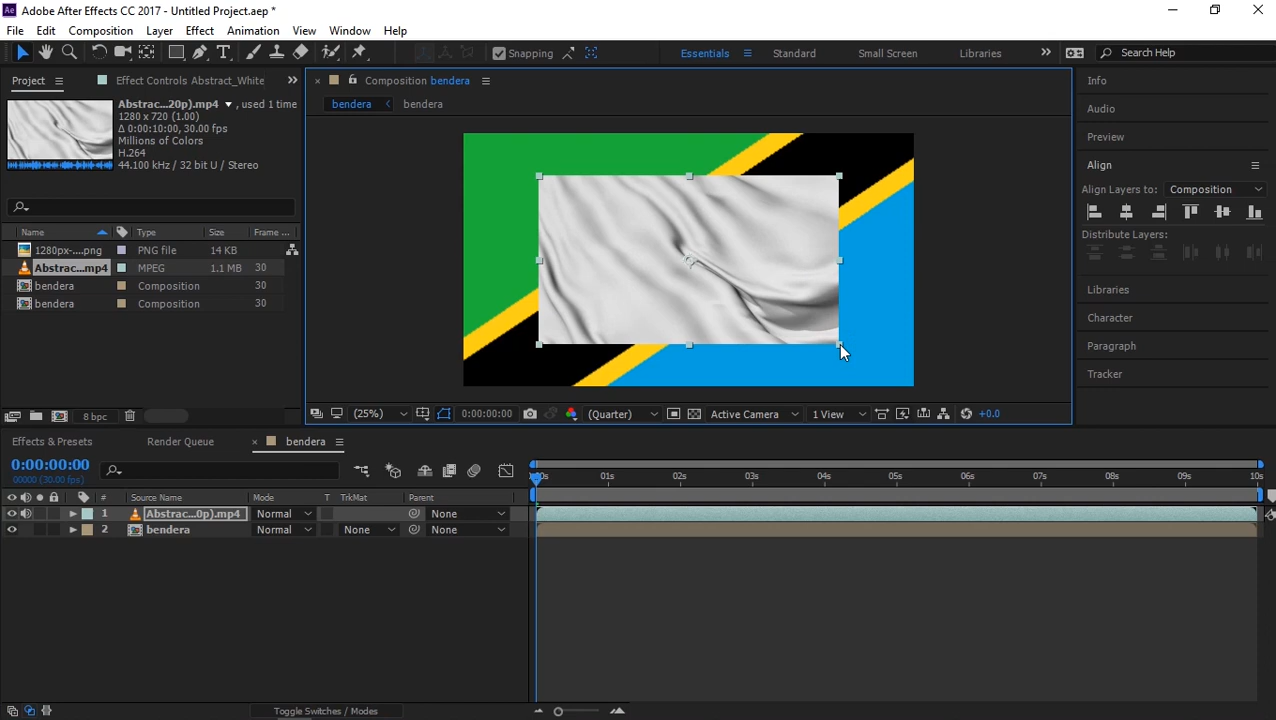 Adobe After Effects CC 2017 - Untitled Project.aep *
File Edit Composition Layer Effect Animation View Window Help
Snapping Essentials Standard Small Screen Libraries Search Help
Project Effect Controls Abstract_White
Composition bendera
Abstrac...20p).mp4 , used 1 time
1280 x 720 (1.00)
Δ 0:00:10:00, 30.00 fps
Millions of Colors
H.264
44.100 kHz / 32 bit U / Stereo
bendera bendera
Name Type Size Frame ...
1280px-....png PNG file 14 KB
Abstrac...mp4 MPEG 1.1 MB 30
bendera Composition 30
bendera Composition 30
8 bpc
(25%) 0:00:00:00 (Quarter) Active Camera 1 View +0.0
Info
Audio
Preview
Align
Align Layers to: Composition
Distribute Layers:
Libraries
Character
Paragraph
Tracker
Effects & Presets Render Queue bendera
0:00:00:00
00000 (30.00 fps)
01s 02s 03s 04s 05s 06s 07s 08s 09s 10s
# Source Name Mode T TrkMat Parent
1 Abstrac...0p).mp4 Normal None
2 bendera Normal None None
Toggle Switches / Modes